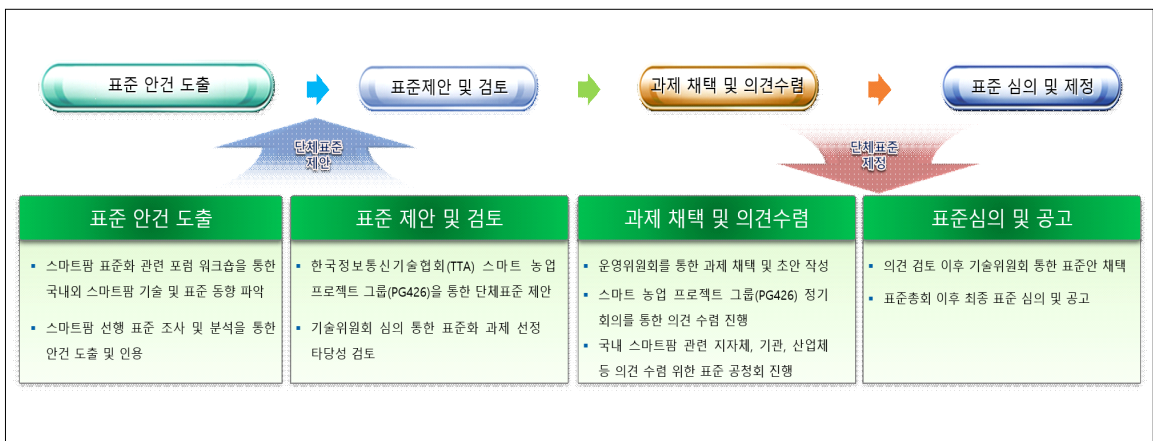 표준 안건 도출
표준제안 및 검토
과제 채택 및 의견수렴
표준 심의 및 제정
단체표준
제안
단체표준
제정
표준 안건 도출
▪ 스마트팜 표준화 관련 포럼 워크숍을 통한
국내외 스마트팜 기술 및 표준 동향 파악
▪ 스마트팜 선행 표준 조사 및 분석을 통한
안건 도출 및 인용
표준 제안 및 검토
▪ 한국정보통신기술협회(TTA) 스마트 농업
프로젝트 그룹(PG426)을 통한 단체표준 제안
▪ 기술위원회 심의 통한 표준화 과제 선정
타당성 검토
과제 채택 및 의견수렴
▪ 운영위원회를 통한 과제 채택 및 초안 작성
▪ 스마트 농업 프로젝트 그룹(PG426) 정기
회의를 통한 의견 수렴 진행
▪ 국내 스마트팜 관련 지자체, 기관, 산업체
등 의견 수렴 위한 표준 공청회 진행
표준심의 및 공고
▪ 의견 검토 이후 기술위원회 통한 표준안 채택
▪ 표준총회 이후 최종 표준 심의 및 공고